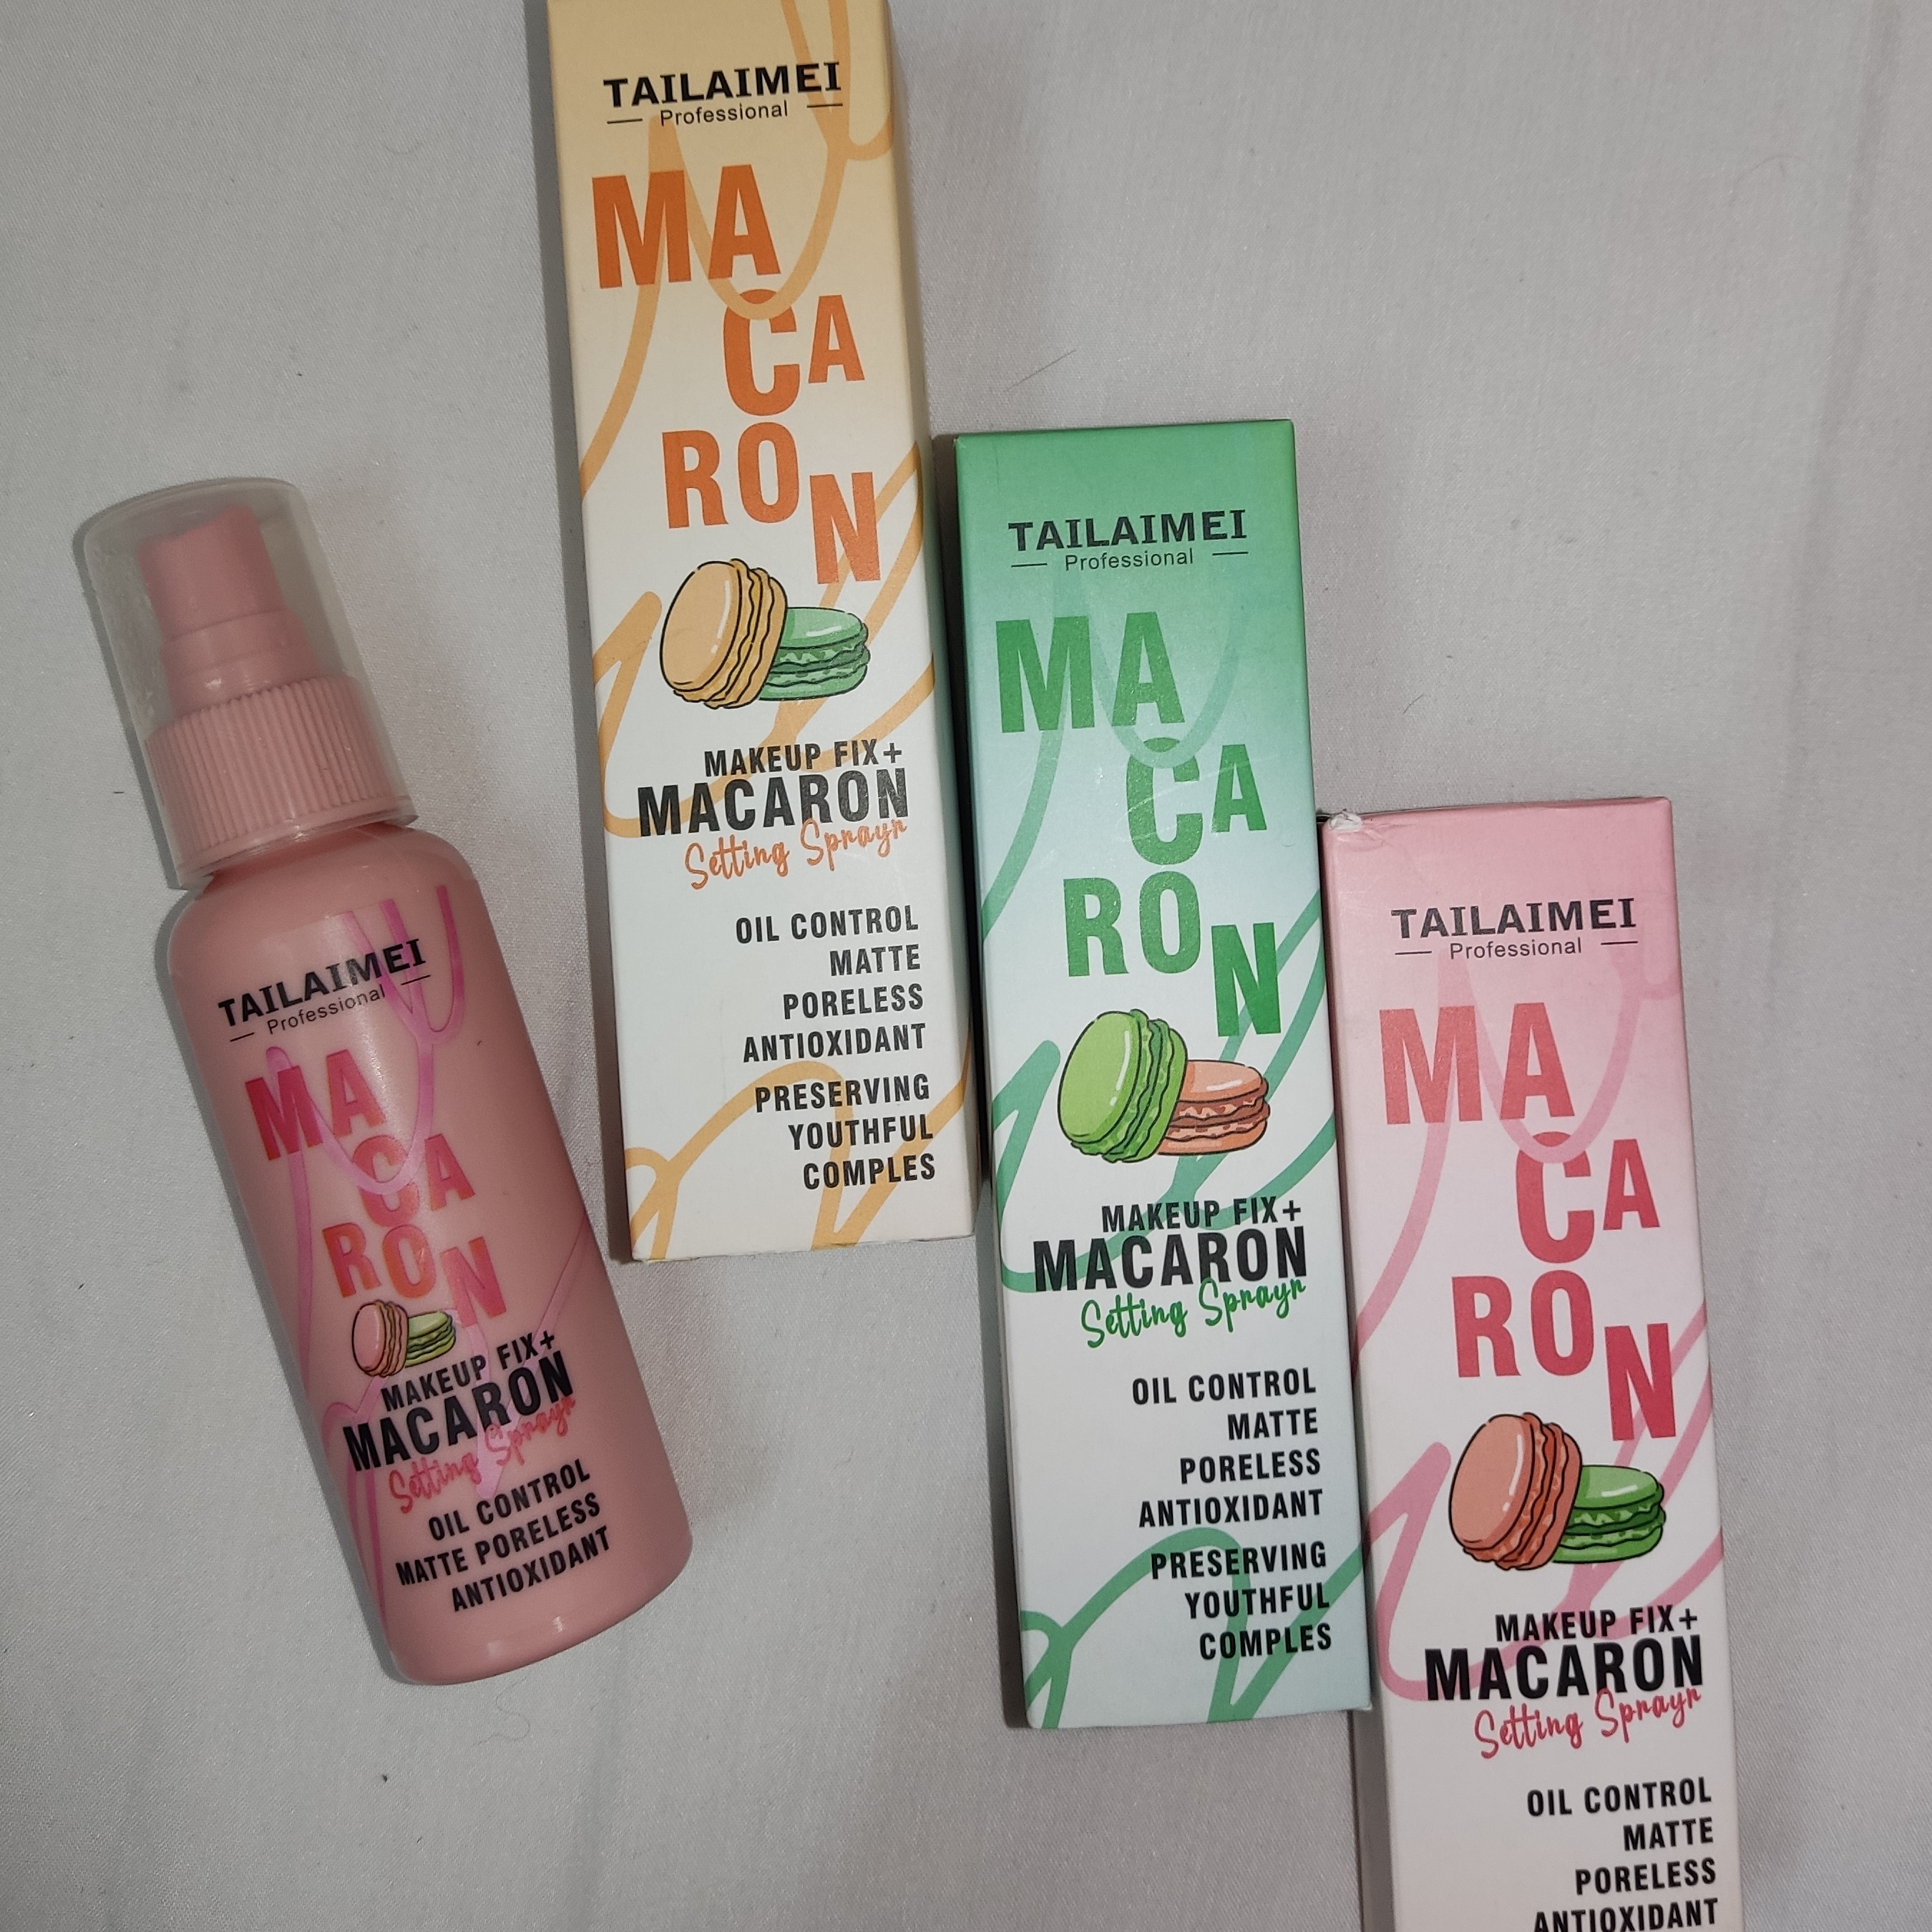 TAILAIMEI
Professional
MA
CA
RON
MAKEUP FIX+
MACARON
Setting Sprayr
OIL CONTROL
MATTE PORELESS
ANTIOXIDANT
TAILAIMEI
Professional
MA
CA
RON
MAKEUP FIX+
MACARON
Setting Sprayr
OIL CONTROL
MATTE
PORELESS
ANTIOXIDANT
PRESERVING
YOUTHFUL
COMPLES
TAILAIMEI
Professional
MA
CA
RON
MAKEUP FIX+
MACARON
Setting Sprayr
OIL CONTROL
MATTE
PORELESS
ANTIOXIDANT
PRESERVING
YOUTHFUL
COMPLES
TAILAIMEI
Professional
MA
CA
RON
MAKEUP FIX+
MACARON
Setting Sprayr
OIL CONTROL
MATTE
PORELESS
ANTIOXIDANT